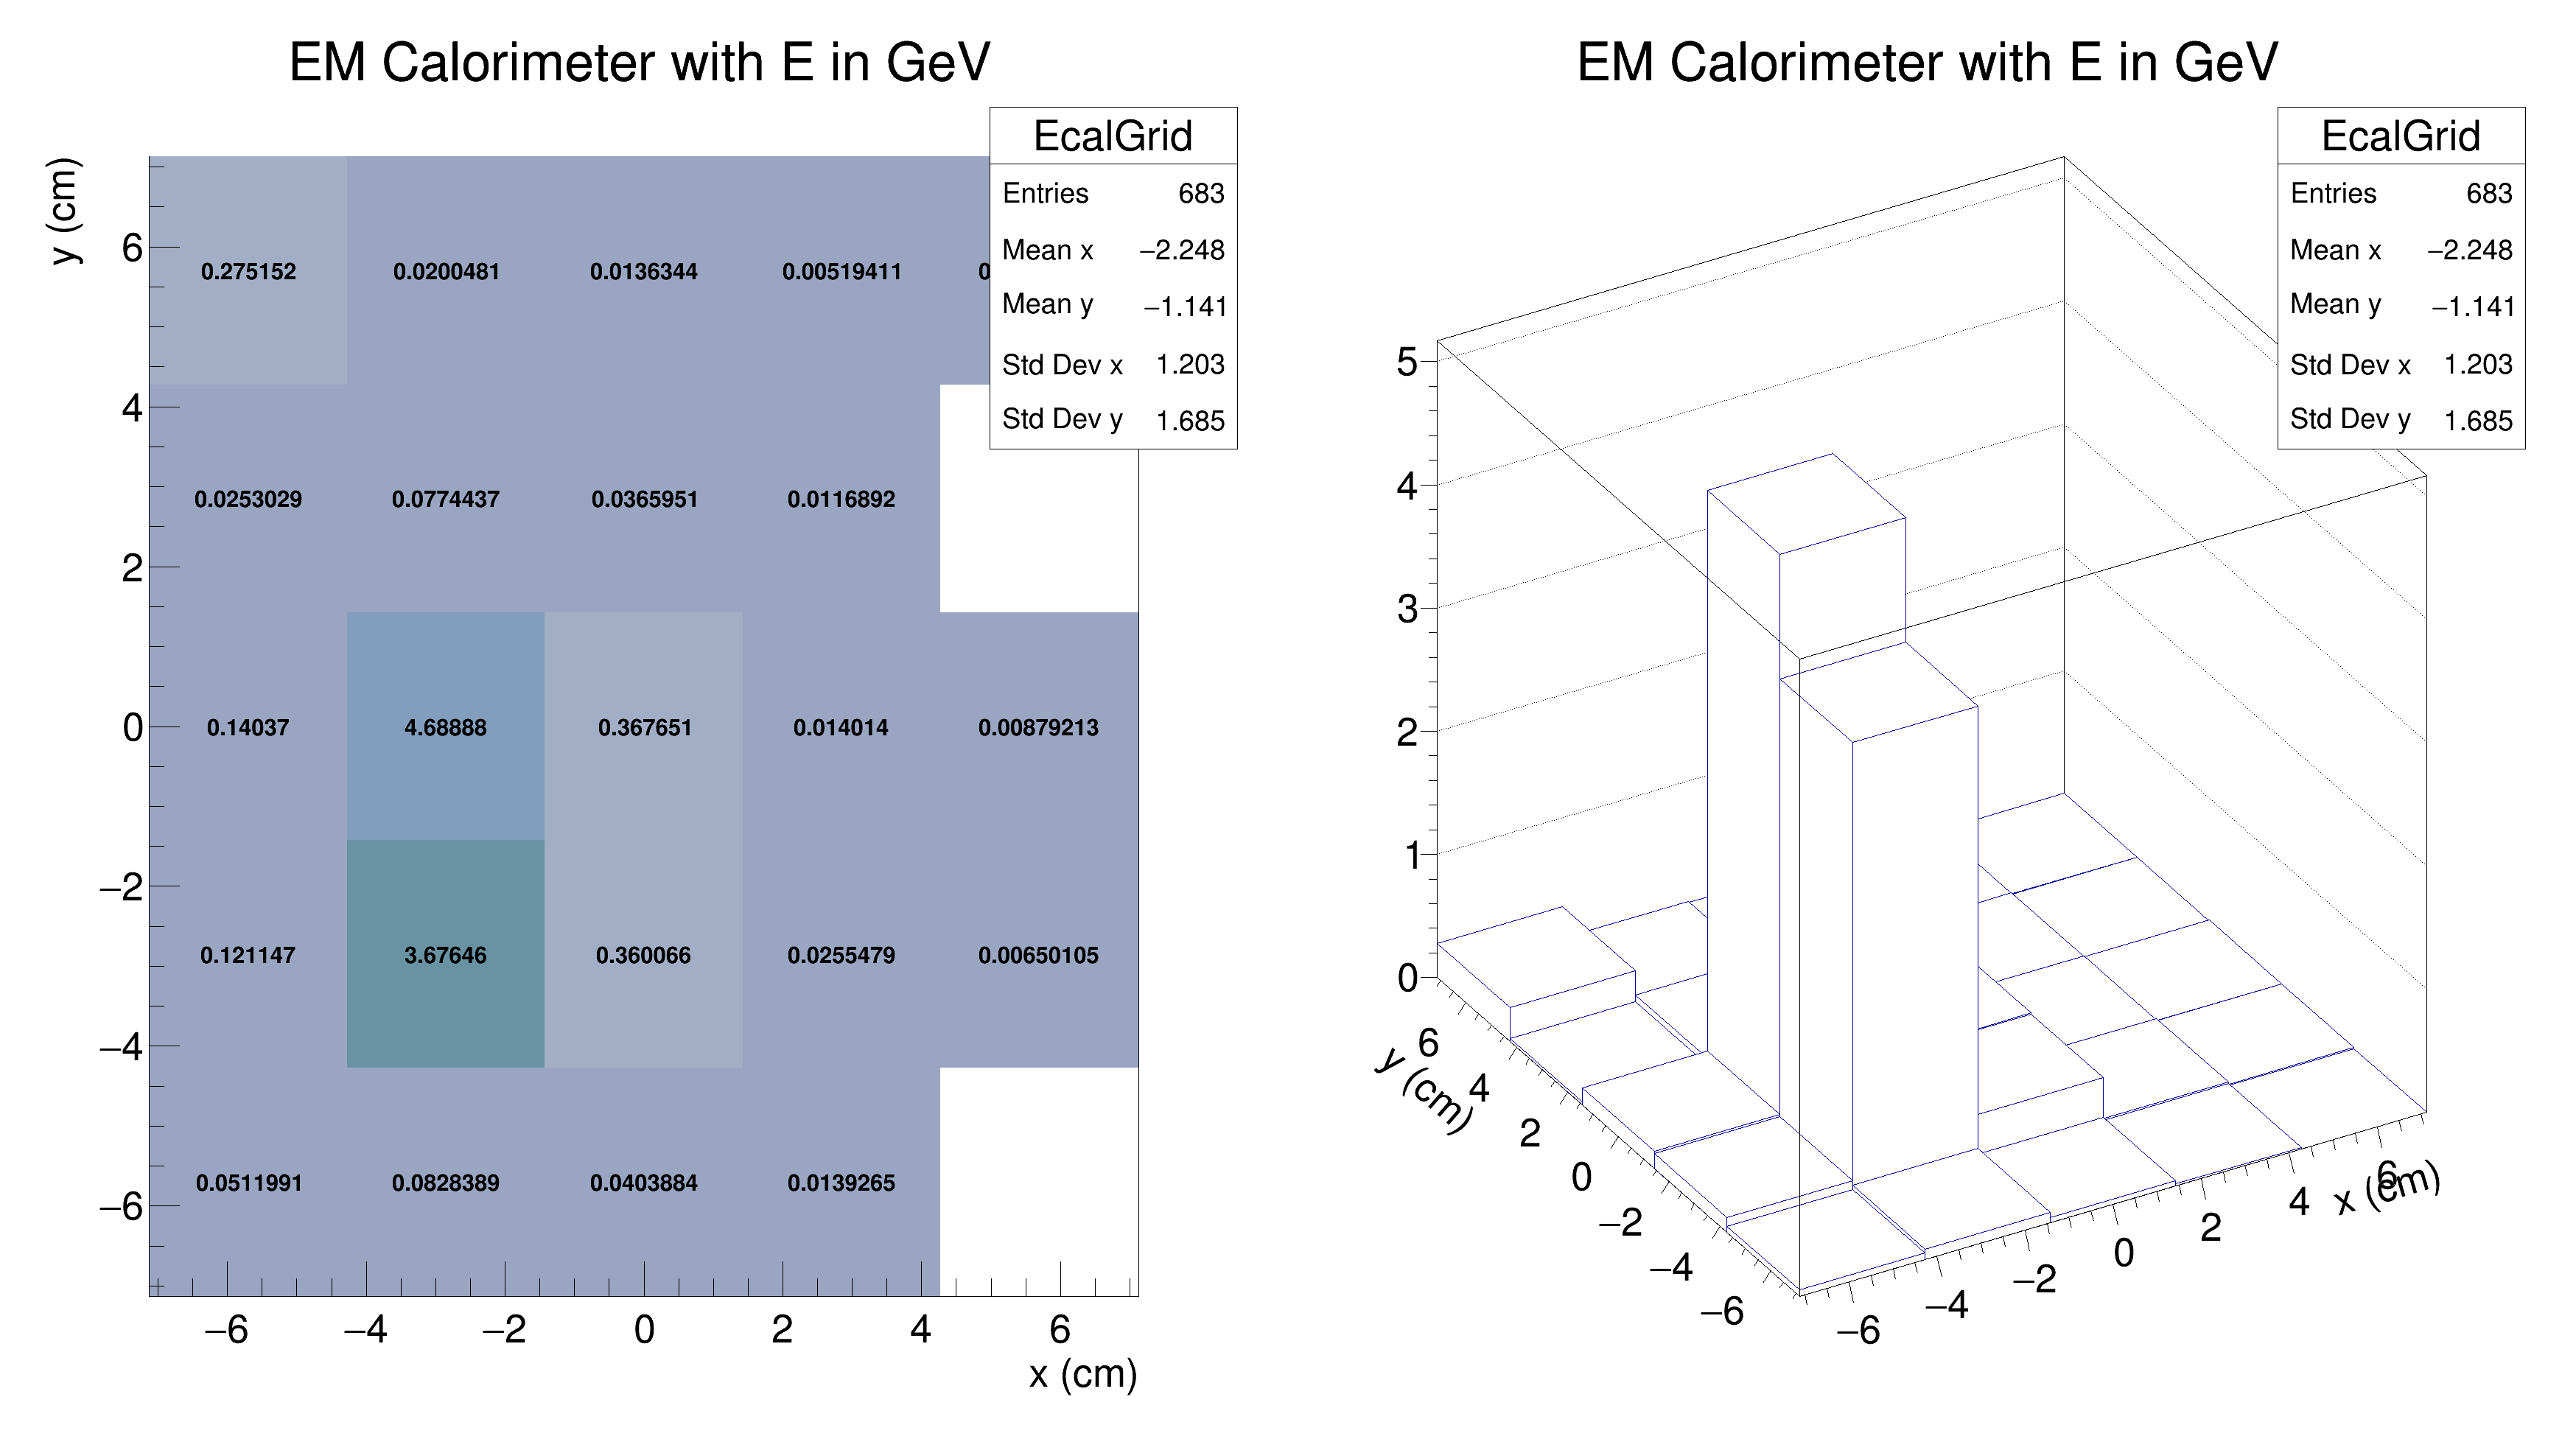 EM Calorimeter with E in GeV
EcalGrid
Entries 683
Mean x −2.248
Mean y −1.141
Std Dev x 1.203
Std Dev y 1.685
y (cm)
6
4
2
0
−2
−4
−6
0.275152 0.0200481 0.0136344 0.00519411
0.0253029 0.0774437 0.0365951 0.0116892
0.14037 4.68888 0.367651 0.014014 0.00879213
0.121147 3.67646 0.360066 0.0255479 0.00650105
0.0511991 0.0828389 0.0403884 0.0139265
−6 −4 −2 0 2 4 6
x (cm)
EM Calorimeter with E in GeV
EcalGrid
Entries 683
Mean x −2.248
Mean y −1.141
Std Dev x 1.203
Std Dev y 1.685
5
4
3
2
1
0
y (cm)
6
4
2
0
−2
−4
−6
−6 −4 −2 0 2 4 6
x (cm)